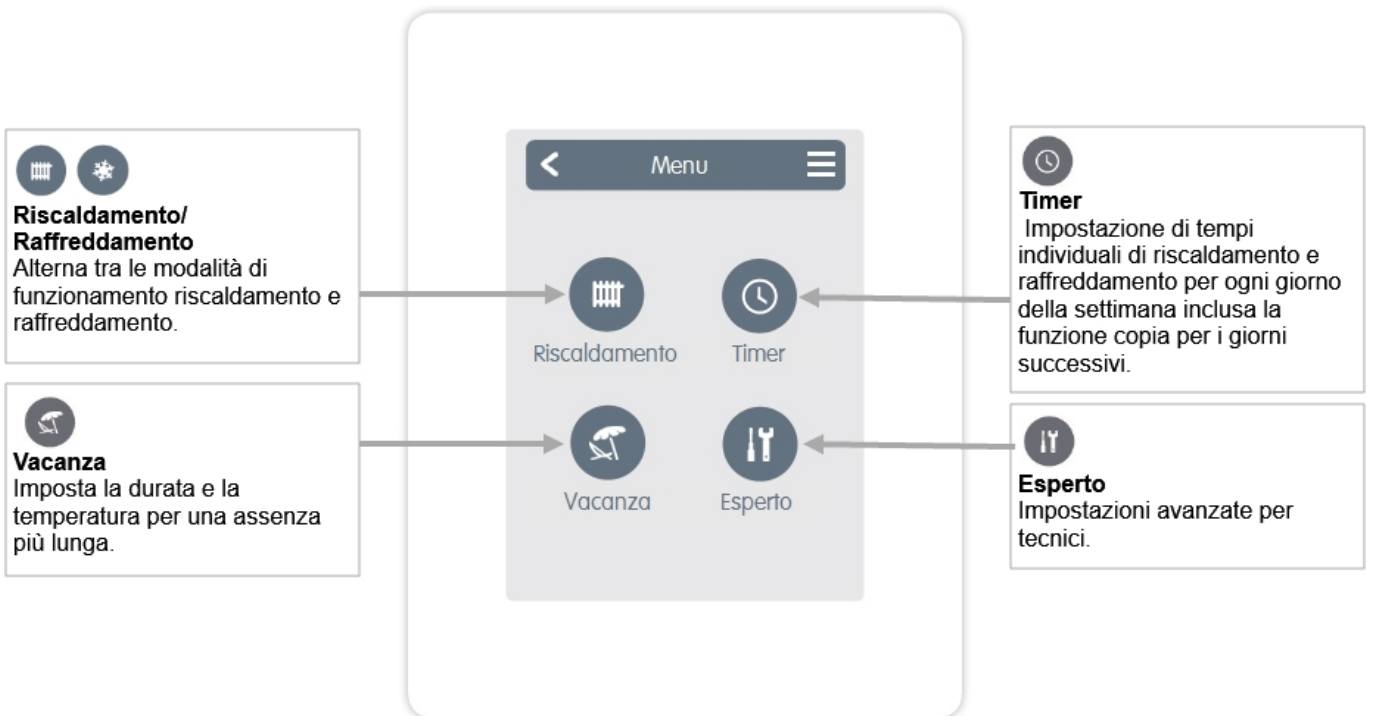 Riscaldamento/
Raffreddamento
Alterna tra le modalità di
funzionamento riscaldamento e
raffreddamento.
Vacanza
Imposta la durata e la
temperatura per una assenza
più lunga.
Menu
Riscaldamento
Timer
Vacanza
Esperto
Timer
Impostazione di tempi
individuali di riscaldamento e
raffreddamento per ogni giorno
della settimana inclusa la
funzione copia per i giorni
successivi.
Esperto
Impostazioni avanzate per
tecnici.